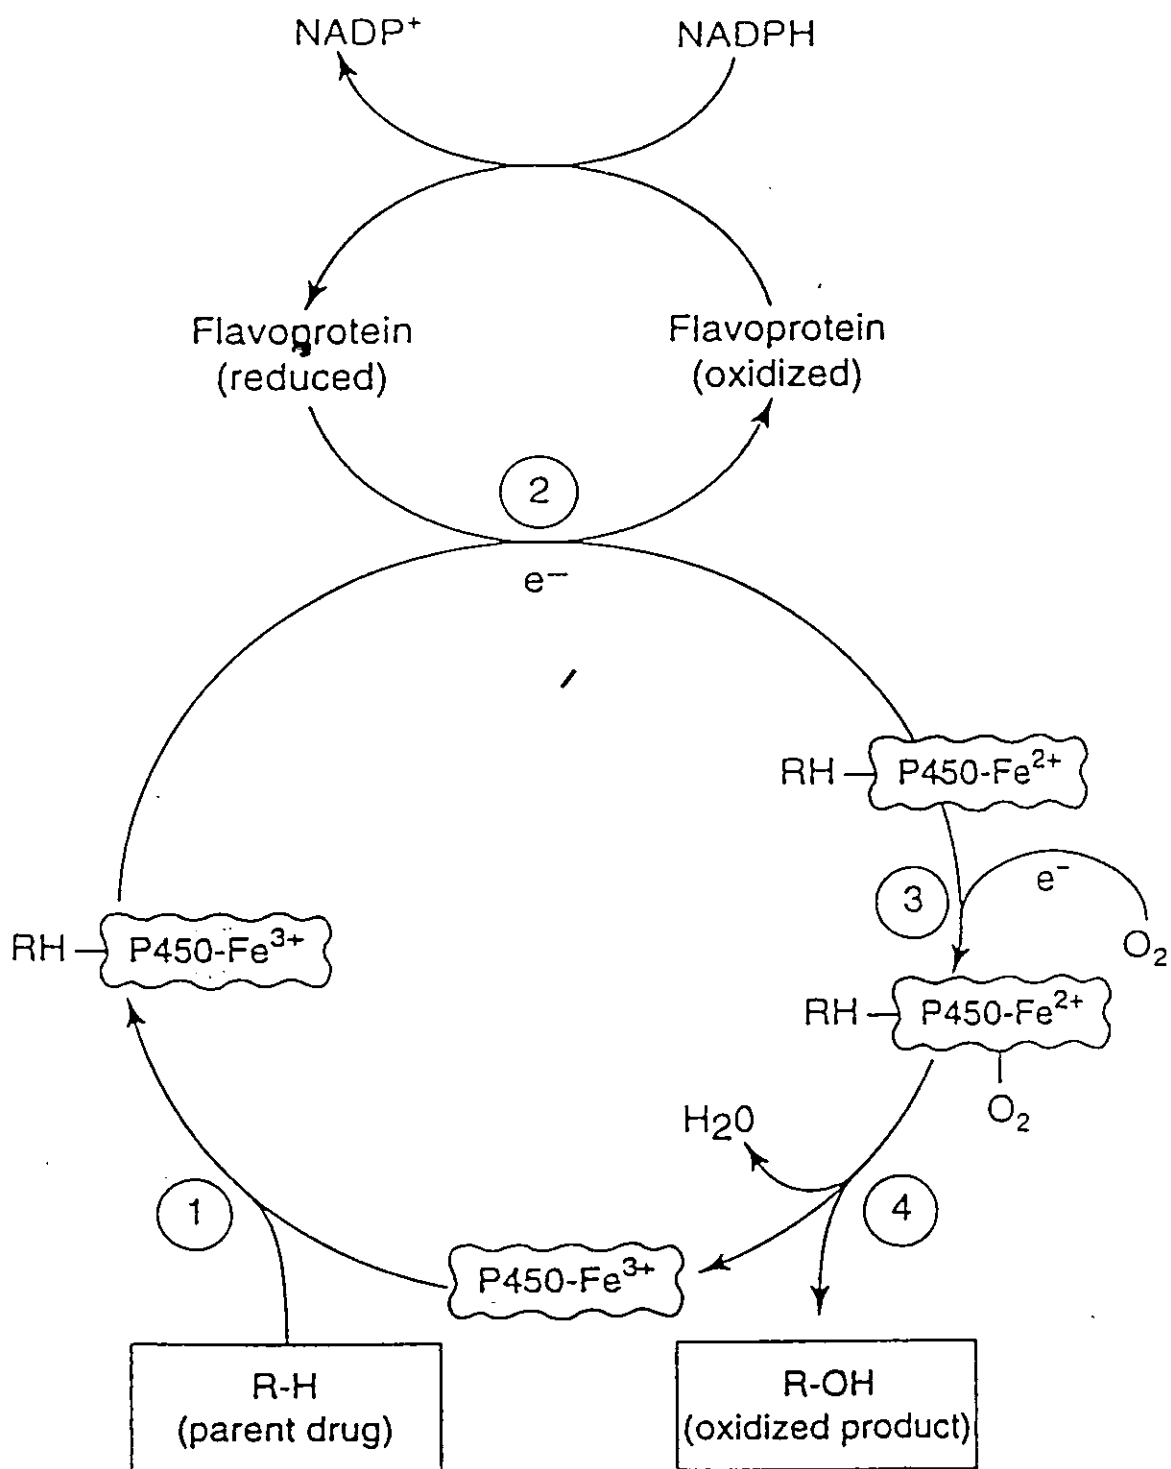 NADP⁺
NADPH
Flavoprotein
(reduced)
Flavoprotein
(oxidized)
2
e⁻
RH
P450-Fe²⁺
3
e⁻
O₂
RH
P450-Fe³⁺
RH
P450-Fe²⁺
O₂
H₂O
1
4
P450-Fe³⁺
R-H
(parent drug)
R-OH
(oxidized product)